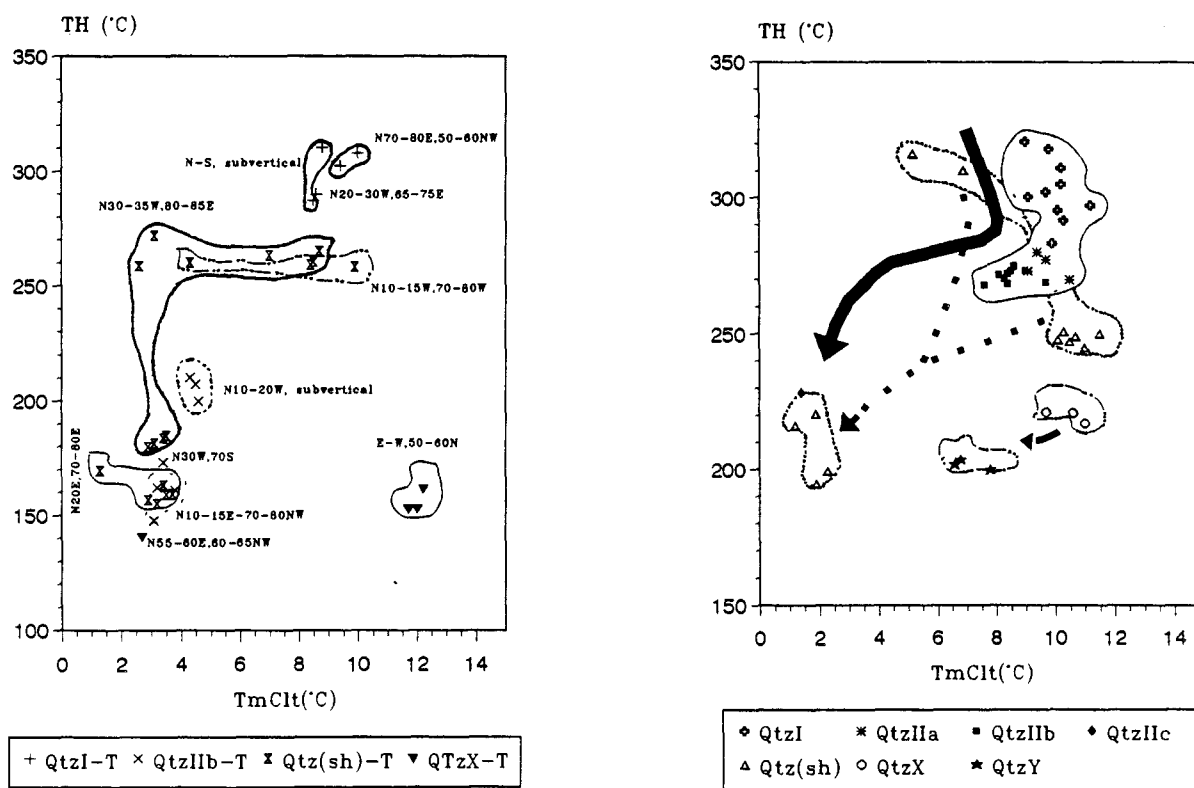 TH (°C)
350
300
250
200
150
100
0 2 4 6 8 10 12 14
TmClt(°C)
N70-80E,50-60NW
N-S, subvertical
N20-30W,65-75E
N30-35W,80-85E
N10-15W,70-80W
N10-20W, subvertical
E-W,50-60N
N30W,70S
N20E,70-80E
N10-15E-70-80NW
N55-60E,60-65NW
+ QtzI-T × QtzIIb-T Qtz(sh)-T ▼ QTzX-T
TH (°C)
350
300
250
200
150
0 2 4 6 8 10 12 14
TmClt(°C)
QtzI QtzIIa QtzIIb QtzIIc
Qtz(sh) QtzX QtzY